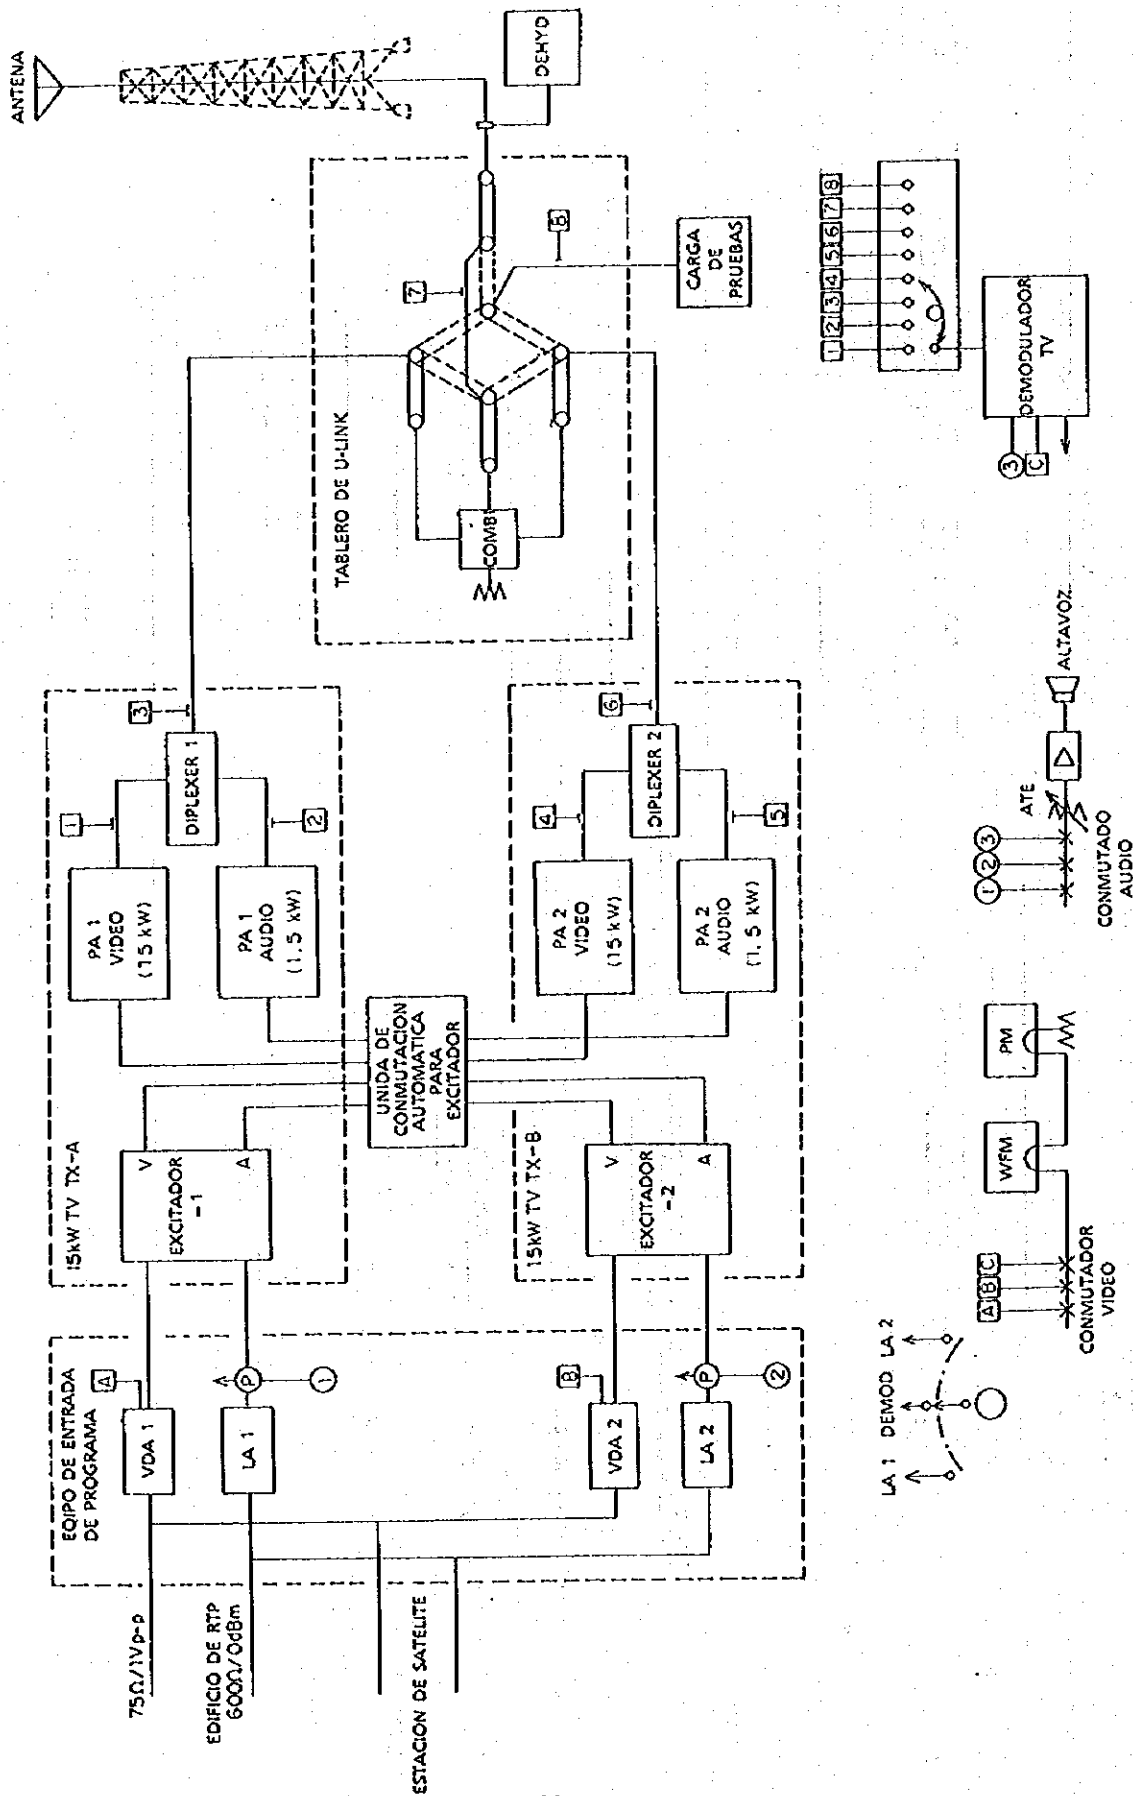 75Ω/1Vp-p
EDIFICIO DE RTP
600Ω/0dBm
ESTACION DE SATELITE
EQIPO DE ENTRADA
DE PROGRAMA
VDA 1
A
LA 1
P
1
VDA 2
B
LA 2
P
2
15kW TV TX-A
EXCITADOR
-1
V
A
PA 1
VIDEO
(15 kW)
PA 1
AUDIO
(1.5 kW)
1
2
DIPLEXER 1
3
UNIDA DE
CONMUTACION
AUTOMATICA
PARA
EXCITADOR
15kW TV TX-B
EXCITADOR
-2
V
A
PA 2
VIDEO
(15 kW)
PA 2
AUDIO
(1.5 kW)
4
5
DIPLEXER 2
6
TABLERO DE U-LINK
COMB
7
8
CARGA
DE
PRUEBAS
ANTENA
DEHYD
LA 1 DEMOD LA 2
A B C
CONMUTADOR
VIDEO
WFM
PM
1 2 3
CONMUTADO
AUDIO
ATE
ALTAVOZ
1 2 3 4 5 6 7 8
3
C
DEMODULADOR
TV